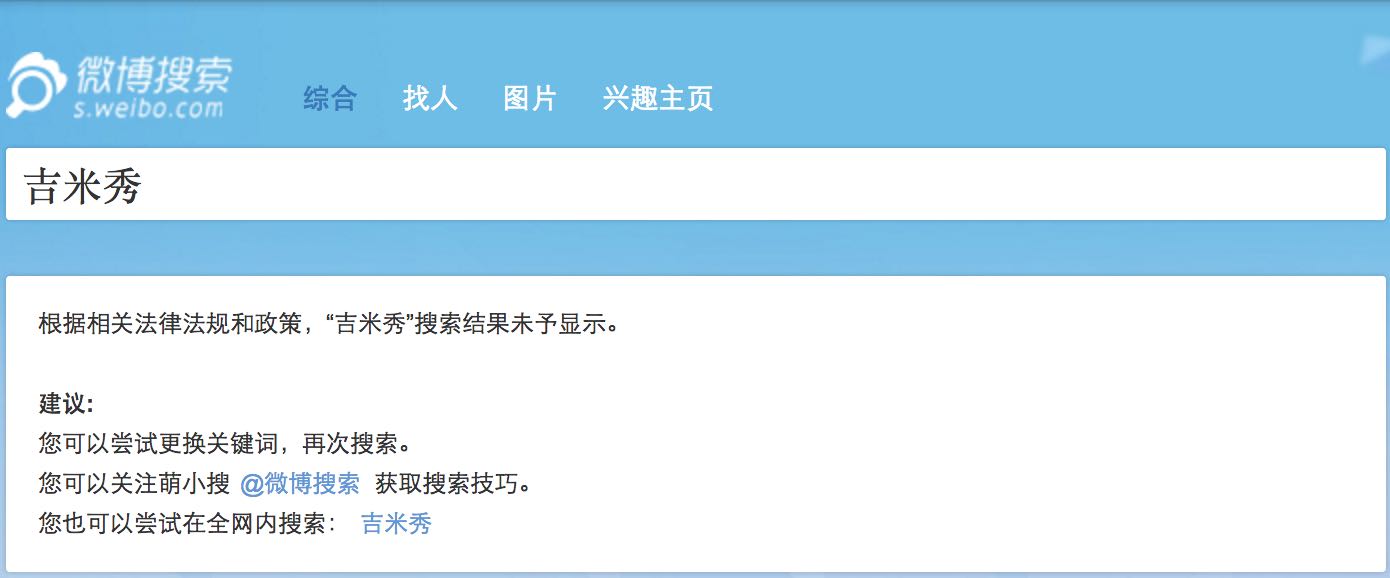 微博搜索
s.weibo.com
综合 找人 图片 兴趣主页
吉米秀
根据相关法律法规和政策，“吉米秀”搜索结果未予显示。
建议:
您可以尝试更换关键词，再次搜索。
您可以关注萌小搜 @微博搜索 获取搜索技巧。
您也可以尝试在全网内搜索： 吉米秀